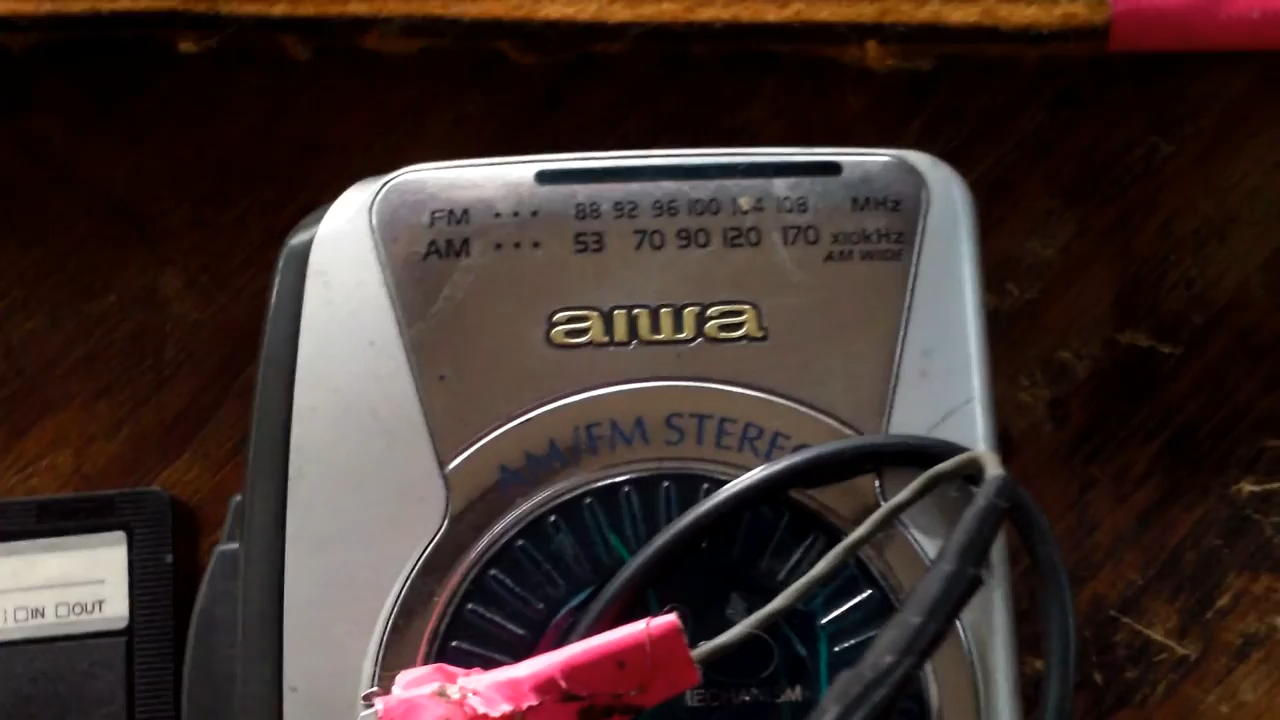 FM ··· 88 92 96 100 104 108 MHz
AM ··· 53 70 90 120 170 x10kHz
AM WIDE
aiwa
AM/FM STEREO
IN OUT